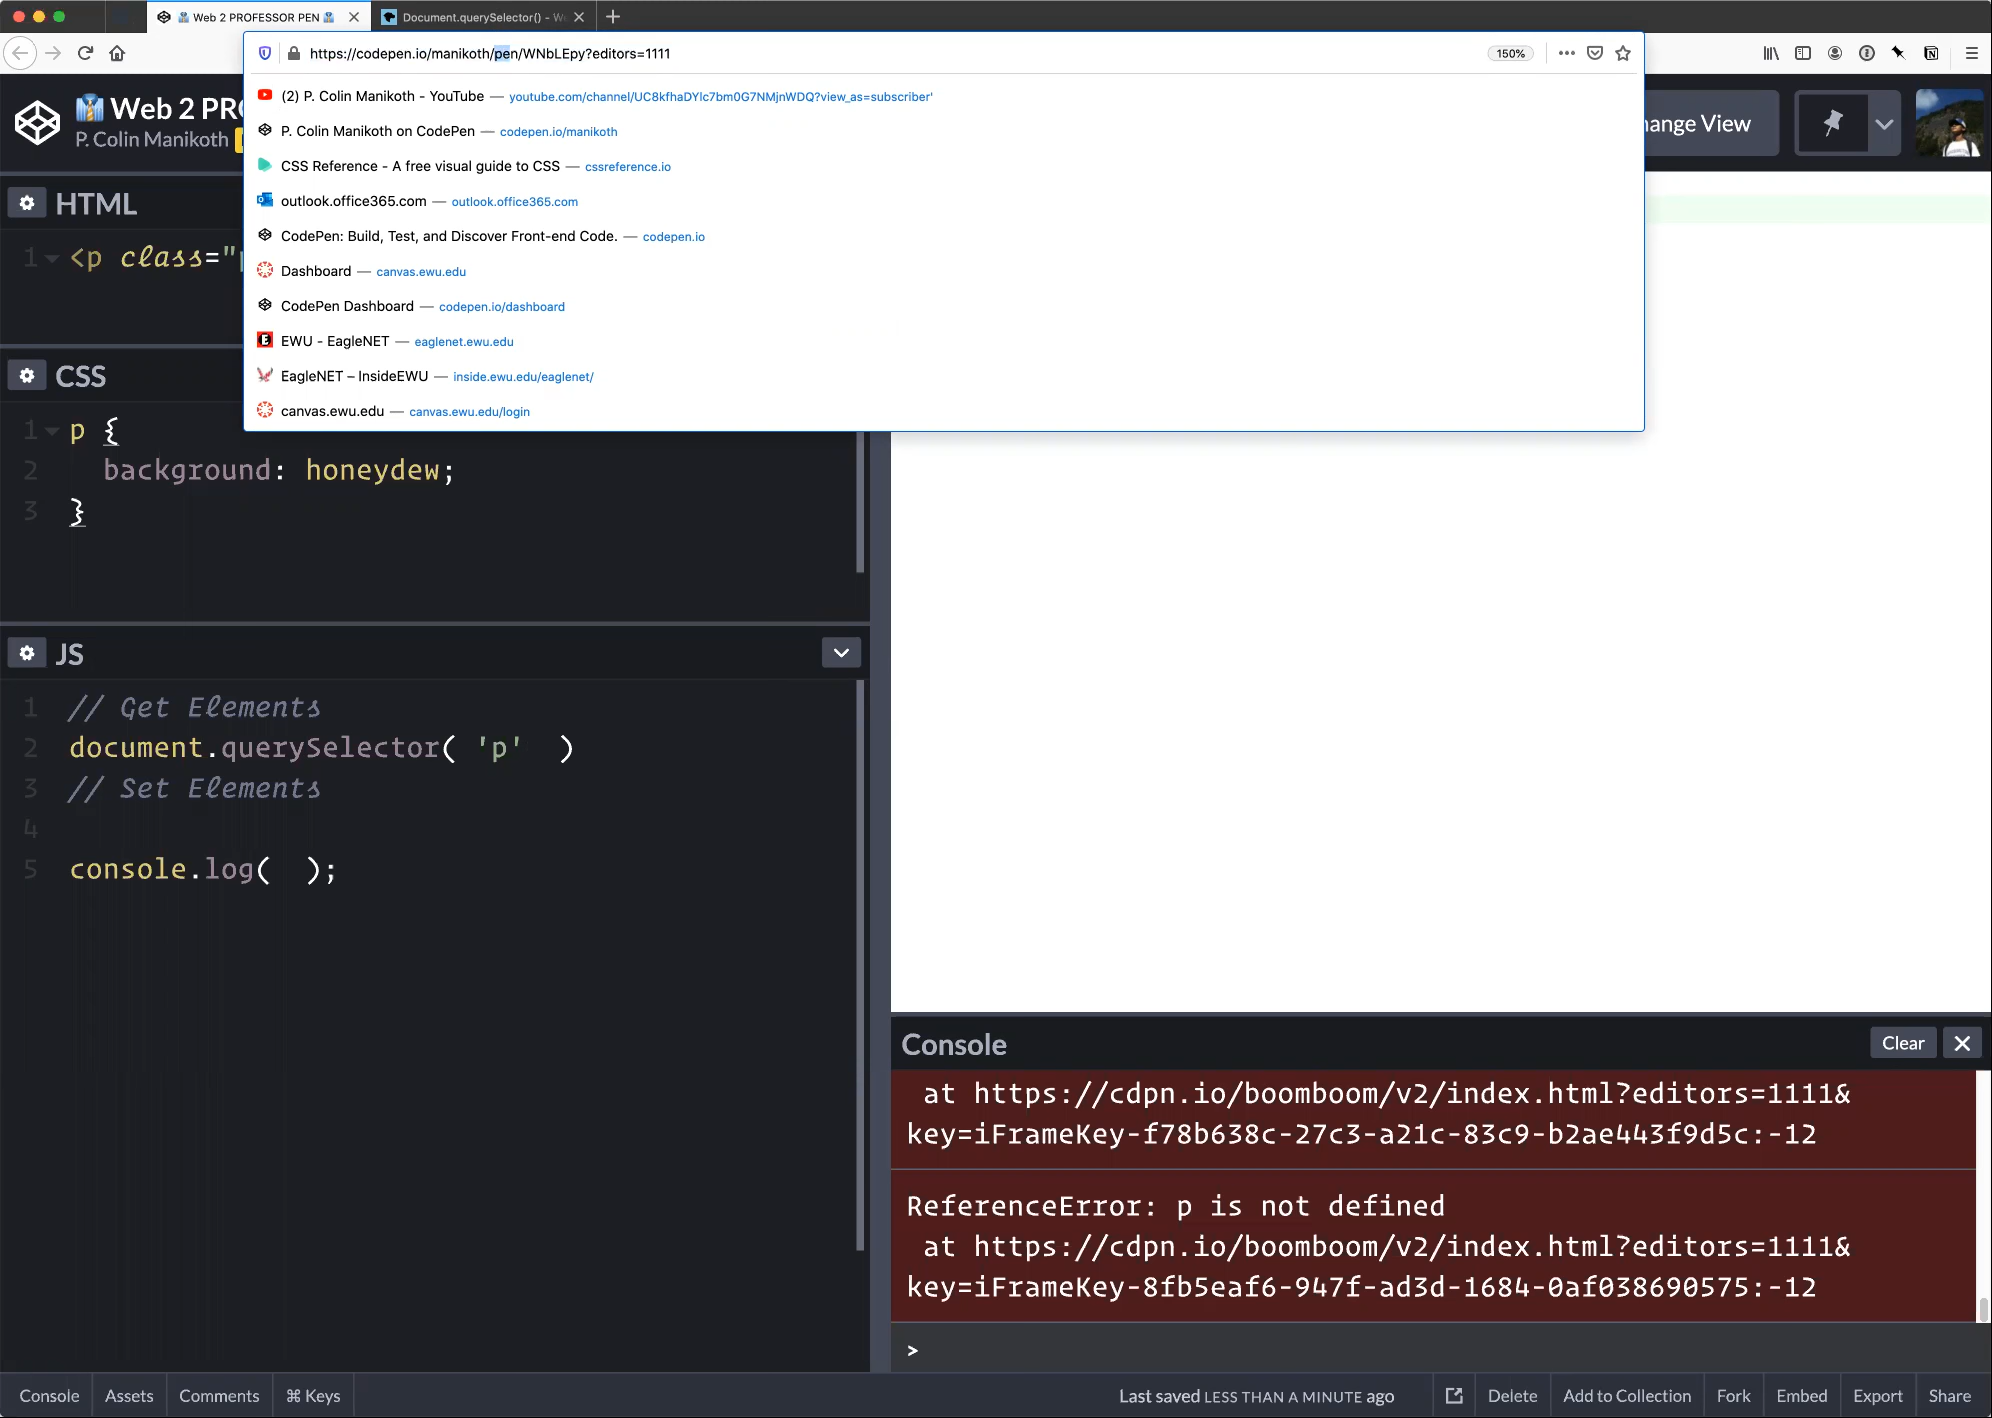 Web 2 PROFESSOR PEN
Document.querySelector() -
https://codepen.io/manikoth/pen/WNbLEpy?editors=1111
150%
(2) P. Colin Manikoth - YouTube — youtube.com/channel/UC8kfhaDYlc7bm0G7NMjnWDQ?view_as=subscriber'
P. Colin Manikoth on CodePen — codepen.io/manikoth
CSS Reference - A free visual guide to CSS — cssreference.io
outlook.office365.com — outlook.office365.com
CodePen: Build, Test, and Discover Front-end Code. — codepen.io
Dashboard — canvas.ewu.edu
CodePen Dashboard — codepen.io/dashboard
EWU - EagleNET — eaglenet.ewu.edu
EagleNET – InsideEWU — inside.ewu.edu/eaglenet/
canvas.ewu.edu — canvas.ewu.edu/login
Web 2 PR
P. Colin Manikoth
hange View
HTML
1 <p class="
CSS
1 p {
2 background: honeydew;
3 }
JS
1 // Get Elements
2 document.querySelector( 'p' )
3 // Set Elements
4
5 console.log( );
Console
Clear
at https://cdpn.io/boomboom/v2/index.html?editors=1111&
key=iFrameKey-f78b638c-27c3-a21c-83c9-b2ae443f9d5c:-12
ReferenceError: p is not defined
at https://cdpn.io/boomboom/v2/index.html?editors=1111&
key=iFrameKey-8fb5eaf6-947f-ad3d-1684-0af038690575:-12
>
Console Assets Comments ⌘ Keys Last saved LESS THAN A MINUTE ago Delete Add to Collection Fork Embed Export Share